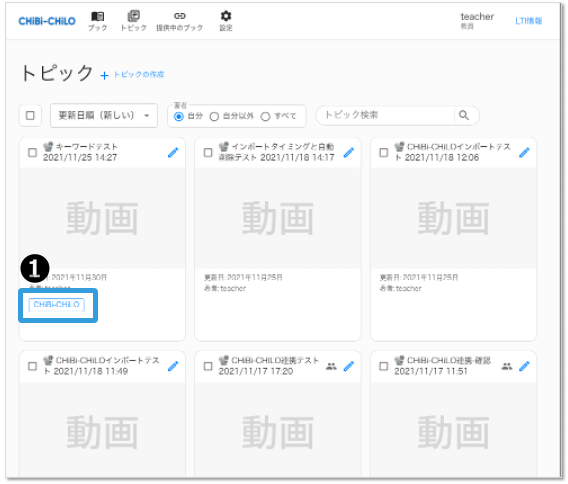 CHiBi-CHiLO ブック トピック 提供中のブック 設定 teacher 教員 LTI情報
トピック + トピックの作成
更新日順（新しい） 著者 自分 自分以外 すべて トピック検索
キーワードテスト
2021/11/25 14:27
インポートタイミングと自動
削除テスト 2021/11/18 14:17
CHiBi-CHiLOインポートテス
ト 2021/11/18 12:06
動画 動画 動画
1
日: 2021年11月30日
teacher
CHiBi-CHiLO
更新日: 2021年11月25日
著者: teacher
更新日: 2021年11月25日
著者: teacher
CHiBi-CHiLOインポートテス
ト 2021/11/18 11:49
CHiBi-CHiLO連携テスト
2021/11/17 17:20
CHiBi-CHiLO連携-確認
2021/11/17 11:51
動画 動画 動画